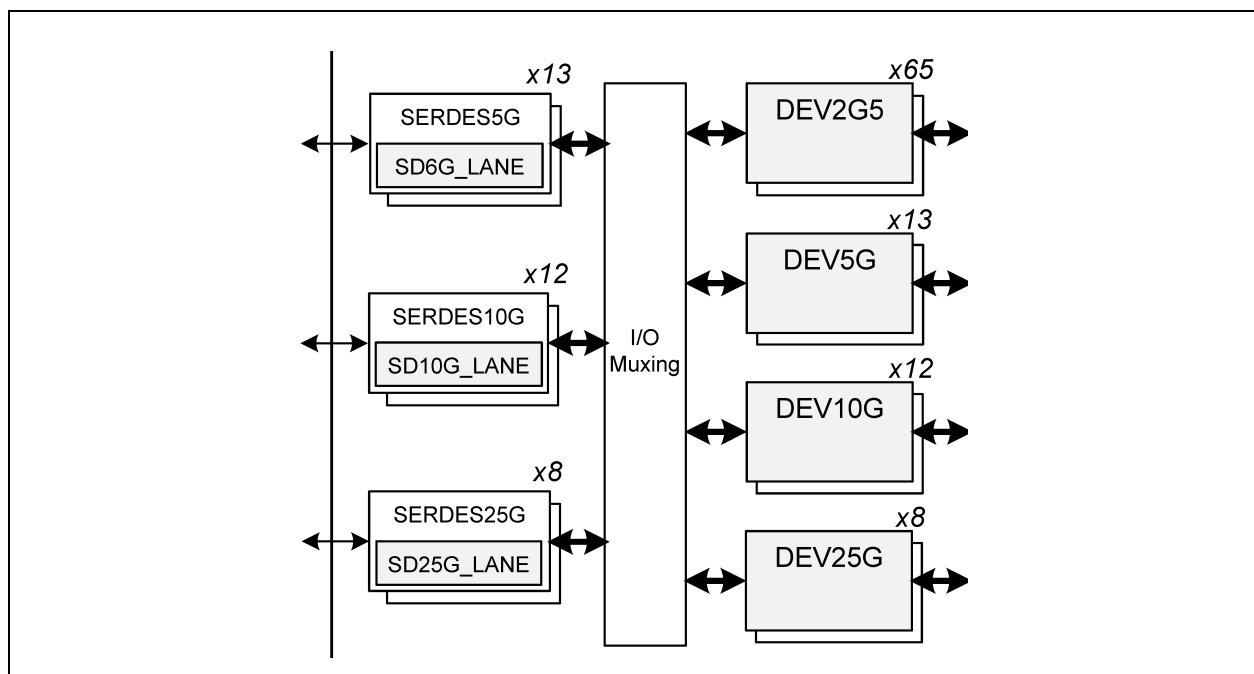 x13
SERDES5G
SD6G_LANE
x12
SERDES10G
SD10G_LANE
x8
SERDES25G
SD25G_LANE
I/O
Muxing
x65
DEV2G5
x13
DEV5G
x12
DEV10G
x8
DEV25G